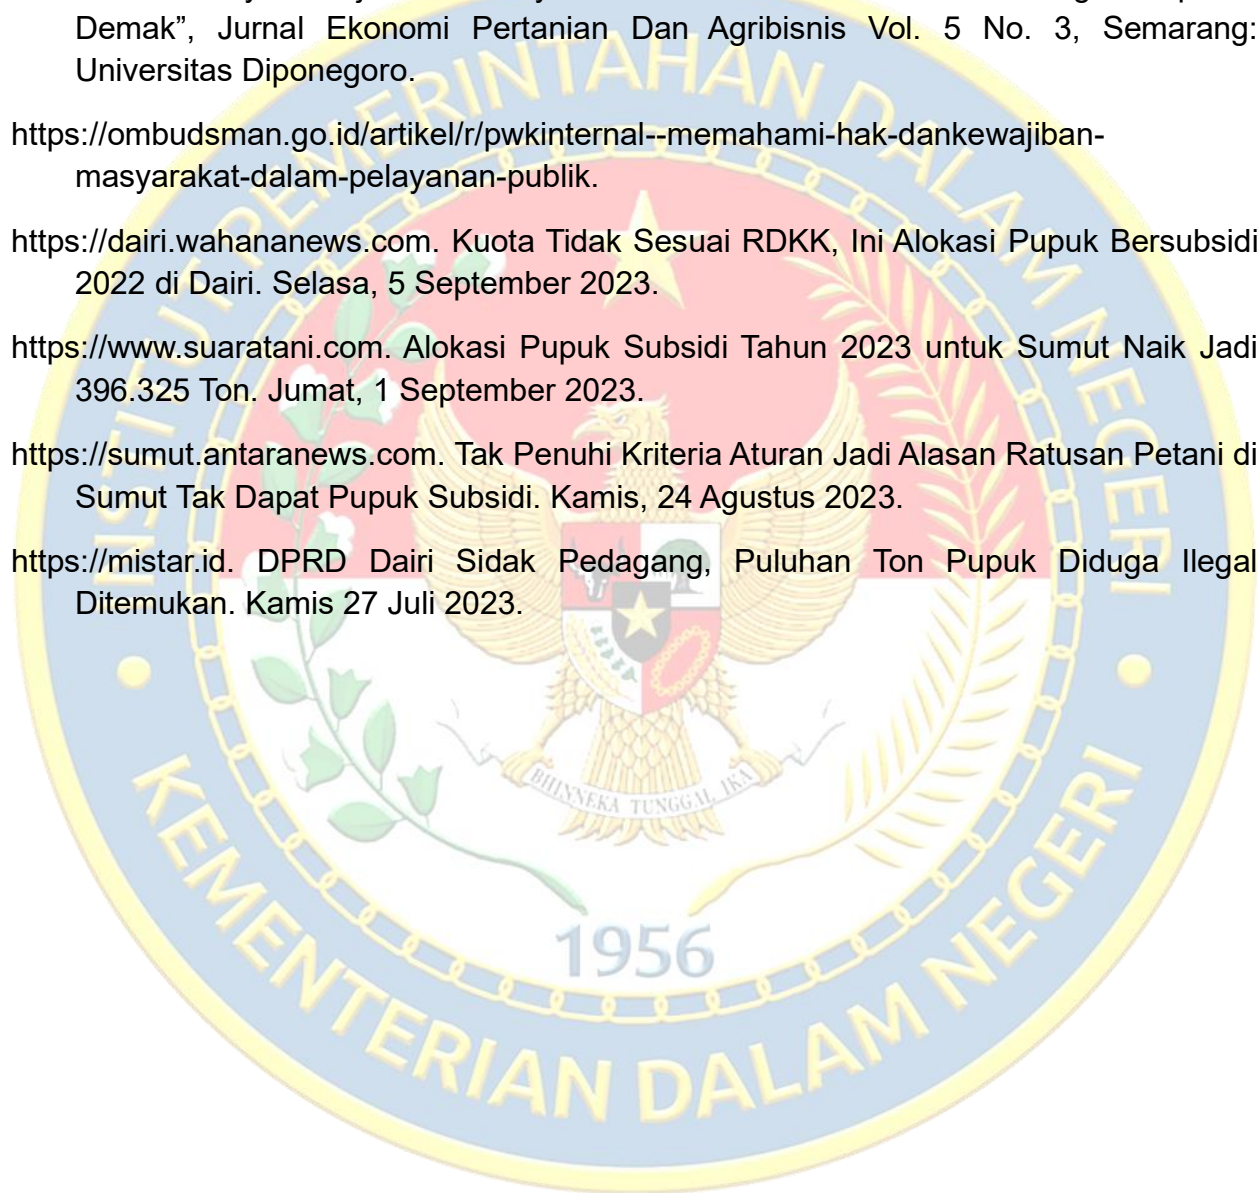 Demak”, Jurnal Ekonomi Pertanian Dan Agribisnis Vol. 5 No. 3, Semarang:
Universitas Diponegoro.
https://ombudsman.go.id/artikel/r/pwkinternal--memahami-hak-dankewajiban-
masyarakat-dalam-pelayanan-publik.
https://dairi.wahananews.com. Kuota Tidak Sesuai RDKK, Ini Alokasi Pupuk Bersubsidi
2022 di Dairi. Selasa, 5 September 2023.
https://www.suaratani.com. Alokasi Pupuk Subsidi Tahun 2023 untuk Sumut Naik Jadi
396.325 Ton. Jumat, 1 September 2023.
https://sumut.antaranews.com. Tak Penuhi Kriteria Aturan Jadi Alasan Ratusan Petani di
Sumut Tak Dapat Pupuk Subsidi. Kamis, 24 Agustus 2023.
https://mistar.id. DPRD Dairi Sidak Pedagang, Puluhan Ton Pupuk Diduga Ilegal
Ditemukan. Kamis 27 Juli 2023.
INSTITUT PEMERINTAHAN DALAM NEGERI
BHINNEKA TUNGGAL IKA
1956
KEMENTERIAN DALAM NEGERI